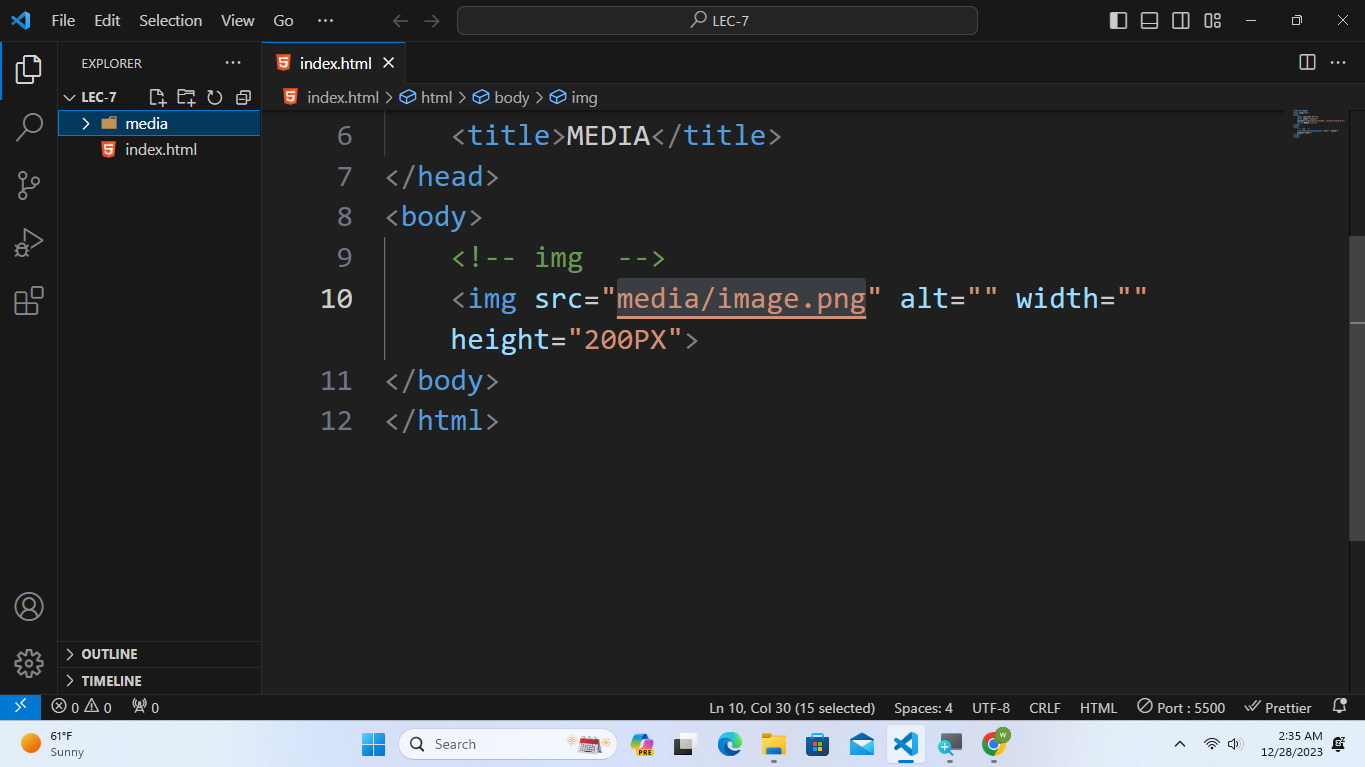 File Edit Selection View Go ··· LEC-7
EXPLORER ···
index.html
LEC-7
index.html > html > body > img
media
index.html
6 <title>MEDIA</title>
7 </head>
8 <body>
9 <!-- img  -->
10 <img src="media/image.png" alt="" width=""
height="200PX">
11 </body>
12 </html>
OUTLINE
TIMELINE
0 0 0 Ln 10, Col 30 (15 selected) Spaces: 4 UTF-8 CRLF HTML Port : 5500 Prettier
61°F
Sunny
Search
PRE
w
2:35 AM
12/28/2023